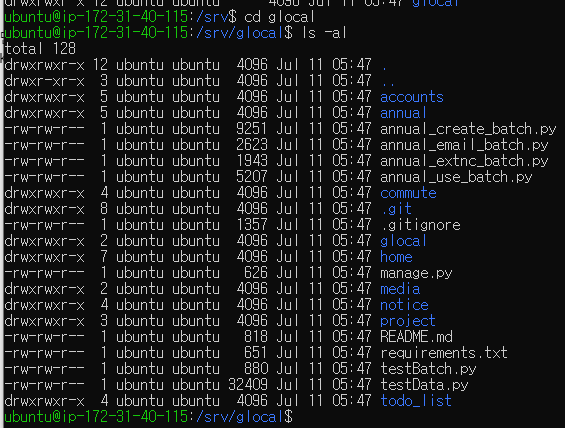 drwxrwxr-x 12 ubuntu ubuntu 4096 Jul 11 05:47 glocal
ubuntu@ip-172-31-40-115:/srv$ cd glocal
ubuntu@ip-172-31-40-115:/srv/glocal$ ls -al
total 128
drwxrwxr-x 12 ubuntu ubuntu 4096 Jul 11 05:47 .
drwxr-xr-x 3 ubuntu ubuntu 4096 Jul 11 05:47 ..
drwxrwxr-x 5 ubuntu ubuntu 4096 Jul 11 05:47 accounts
drwxrwxr-x 5 ubuntu ubuntu 4096 Jul 11 05:47 annual
-rw-rw-r-- 1 ubuntu ubuntu 9251 Jul 11 05:47 annual_create_batch.py
-rw-rw-r-- 1 ubuntu ubuntu 2623 Jul 11 05:47 annual_email_batch.py
-rw-rw-r-- 1 ubuntu ubuntu 1943 Jul 11 05:47 annual_extnc_batch.py
-rw-rw-r-- 1 ubuntu ubuntu 5207 Jul 11 05:47 annual_use_batch.py
drwxrwxr-x 4 ubuntu ubuntu 4096 Jul 11 05:47 commute
drwxrwxr-x 8 ubuntu ubuntu 4096 Jul 11 05:47 .git
-rw-rw-r-- 1 ubuntu ubuntu 1357 Jul 11 05:47 .gitignore
drwxrwxr-x 2 ubuntu ubuntu 4096 Jul 11 05:47 glocal
drwxrwxr-x 7 ubuntu ubuntu 4096 Jul 11 05:47 home
-rw-rw-r-- 1 ubuntu ubuntu 626 Jul 11 05:47 manage.py
drwxrwxr-x 2 ubuntu ubuntu 4096 Jul 11 05:47 media
drwxrwxr-x 4 ubuntu ubuntu 4096 Jul 11 05:47 notice
drwxrwxr-x 3 ubuntu ubuntu 4096 Jul 11 05:47 project
-rw-rw-r-- 1 ubuntu ubuntu 818 Jul 11 05:47 README.md
-rw-rw-r-- 1 ubuntu ubuntu 651 Jul 11 05:47 requirements.txt
-rw-rw-r-- 1 ubuntu ubuntu 880 Jul 11 05:47 testBatch.py
-rw-rw-r-- 1 ubuntu ubuntu 32409 Jul 11 05:47 testData.py
drwxrwxr-x 4 ubuntu ubuntu 4096 Jul 11 05:47 todo_list
ubuntu@ip-172-31-40-115:/srv/glocal$